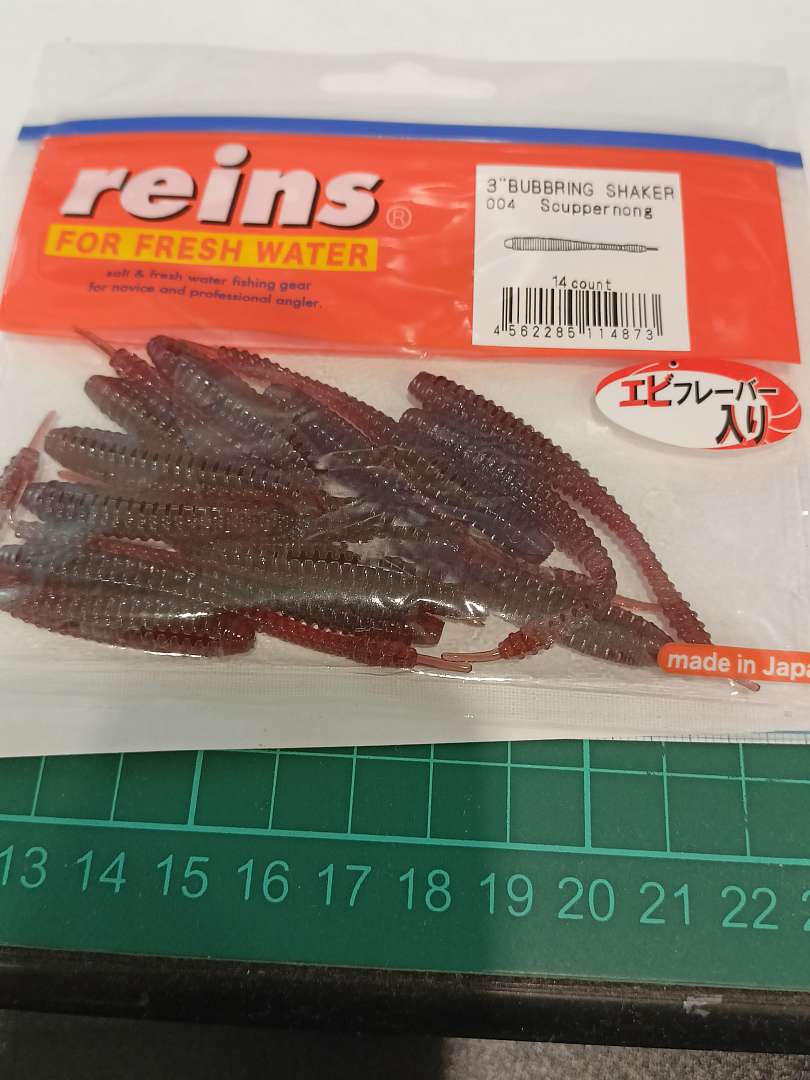 reins®
FOR FRESH WATER
salt & fresh water fishing gear
for novice and professional angler.
3"BUBBRING SHAKER
004 Scuppernong
14 count
4 562285 114873
エビフレーバー
入り
made in Japa
13 14 15 16 17 18 19 20 21 22 2